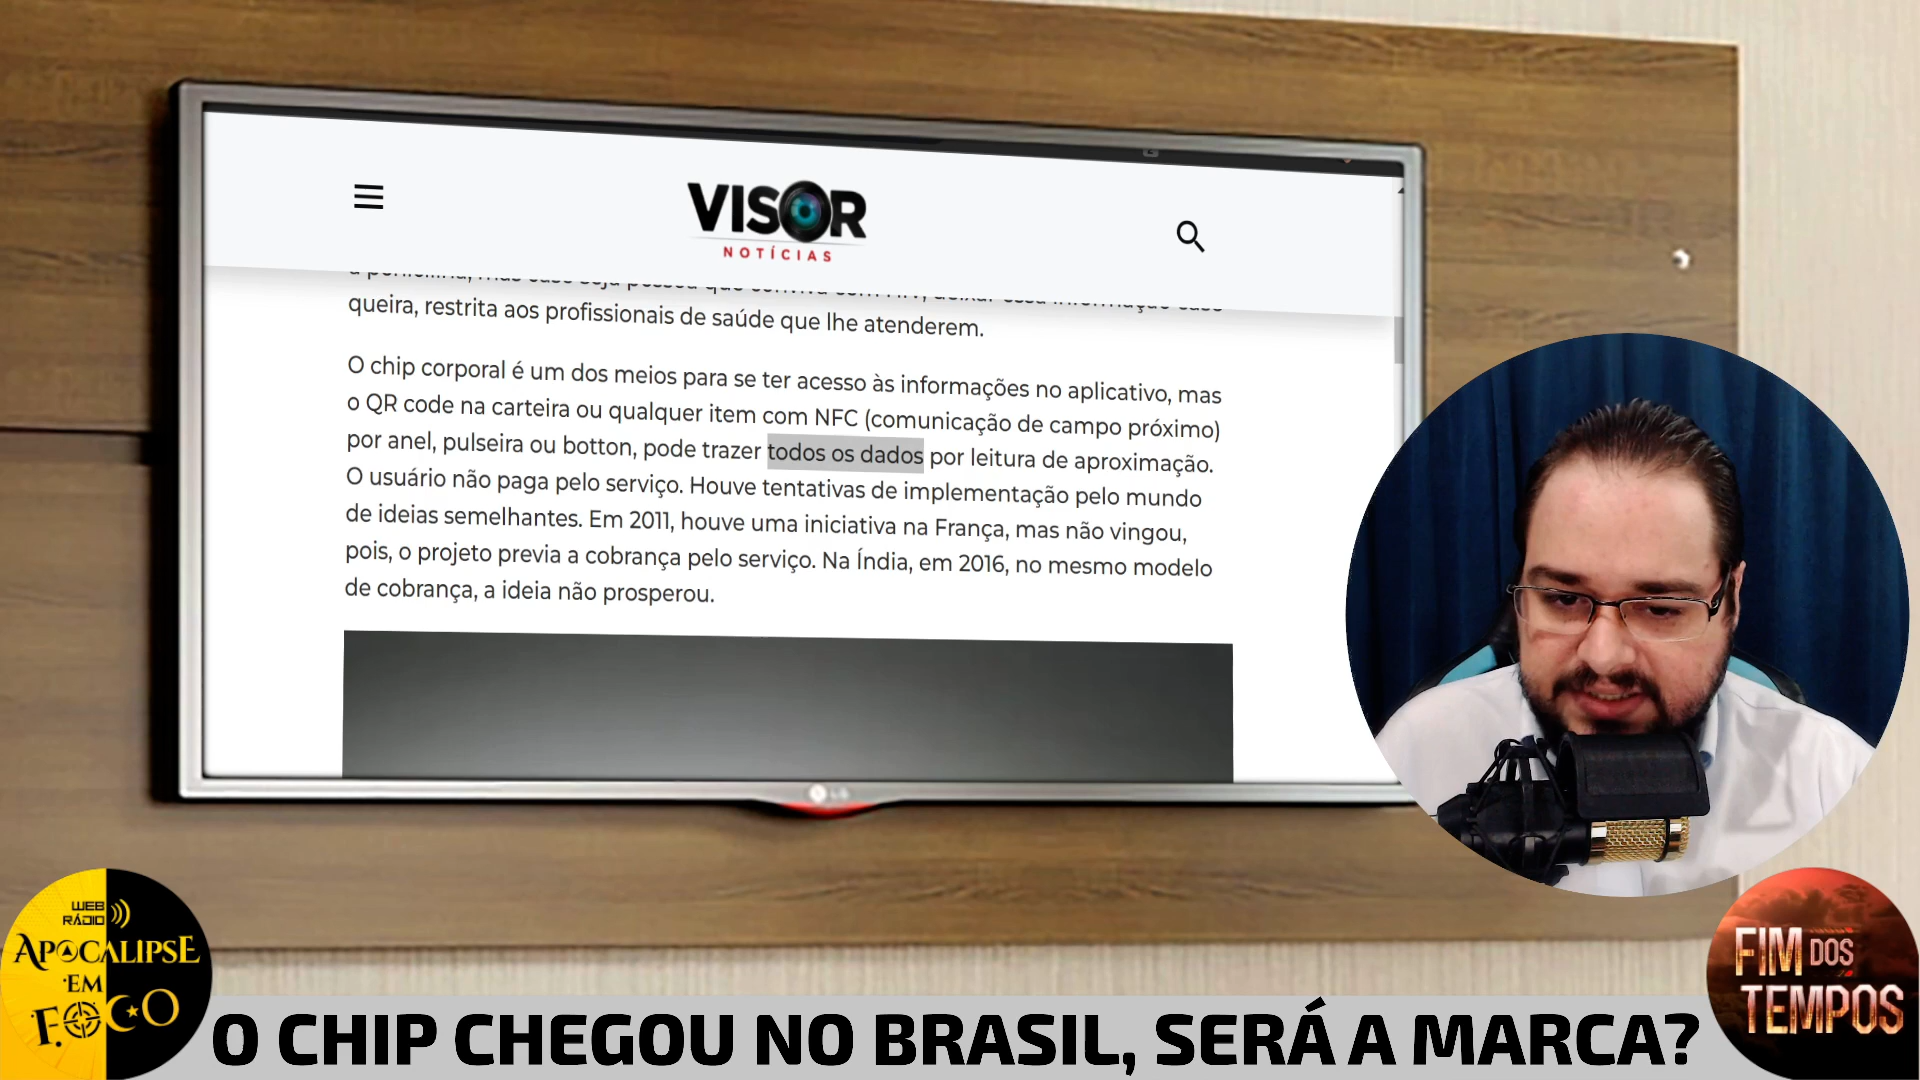 VISOR
NOTÍCIAS
queira, restrita aos profissionais de saúde que lhe atenderem.
O chip corporal é um dos meios para se ter acesso às informações no aplicativo, mas
o QR code na carteira ou qualquer item com NFC (comunicação de campo próximo)
por anel, pulseira ou botton, pode trazer todos os dados por leitura de aproximação.
O usuário não paga pelo serviço. Houve tentativas de implementação pelo mundo
de ideias semelhantes. Em 2011, houve uma iniciativa na França, mas não vingou,
pois, o projeto previa a cobrança pelo serviço. Na Índia, em 2016, no mesmo modelo
de cobrança, a ideia não prosperou.
LG
WEB
RÁDIO
APOCALIPSE
EM
FOCO
FIM DOS
TEMPOS
O CHIP CHEGOU NO BRASIL, SERÁ A MARCA?